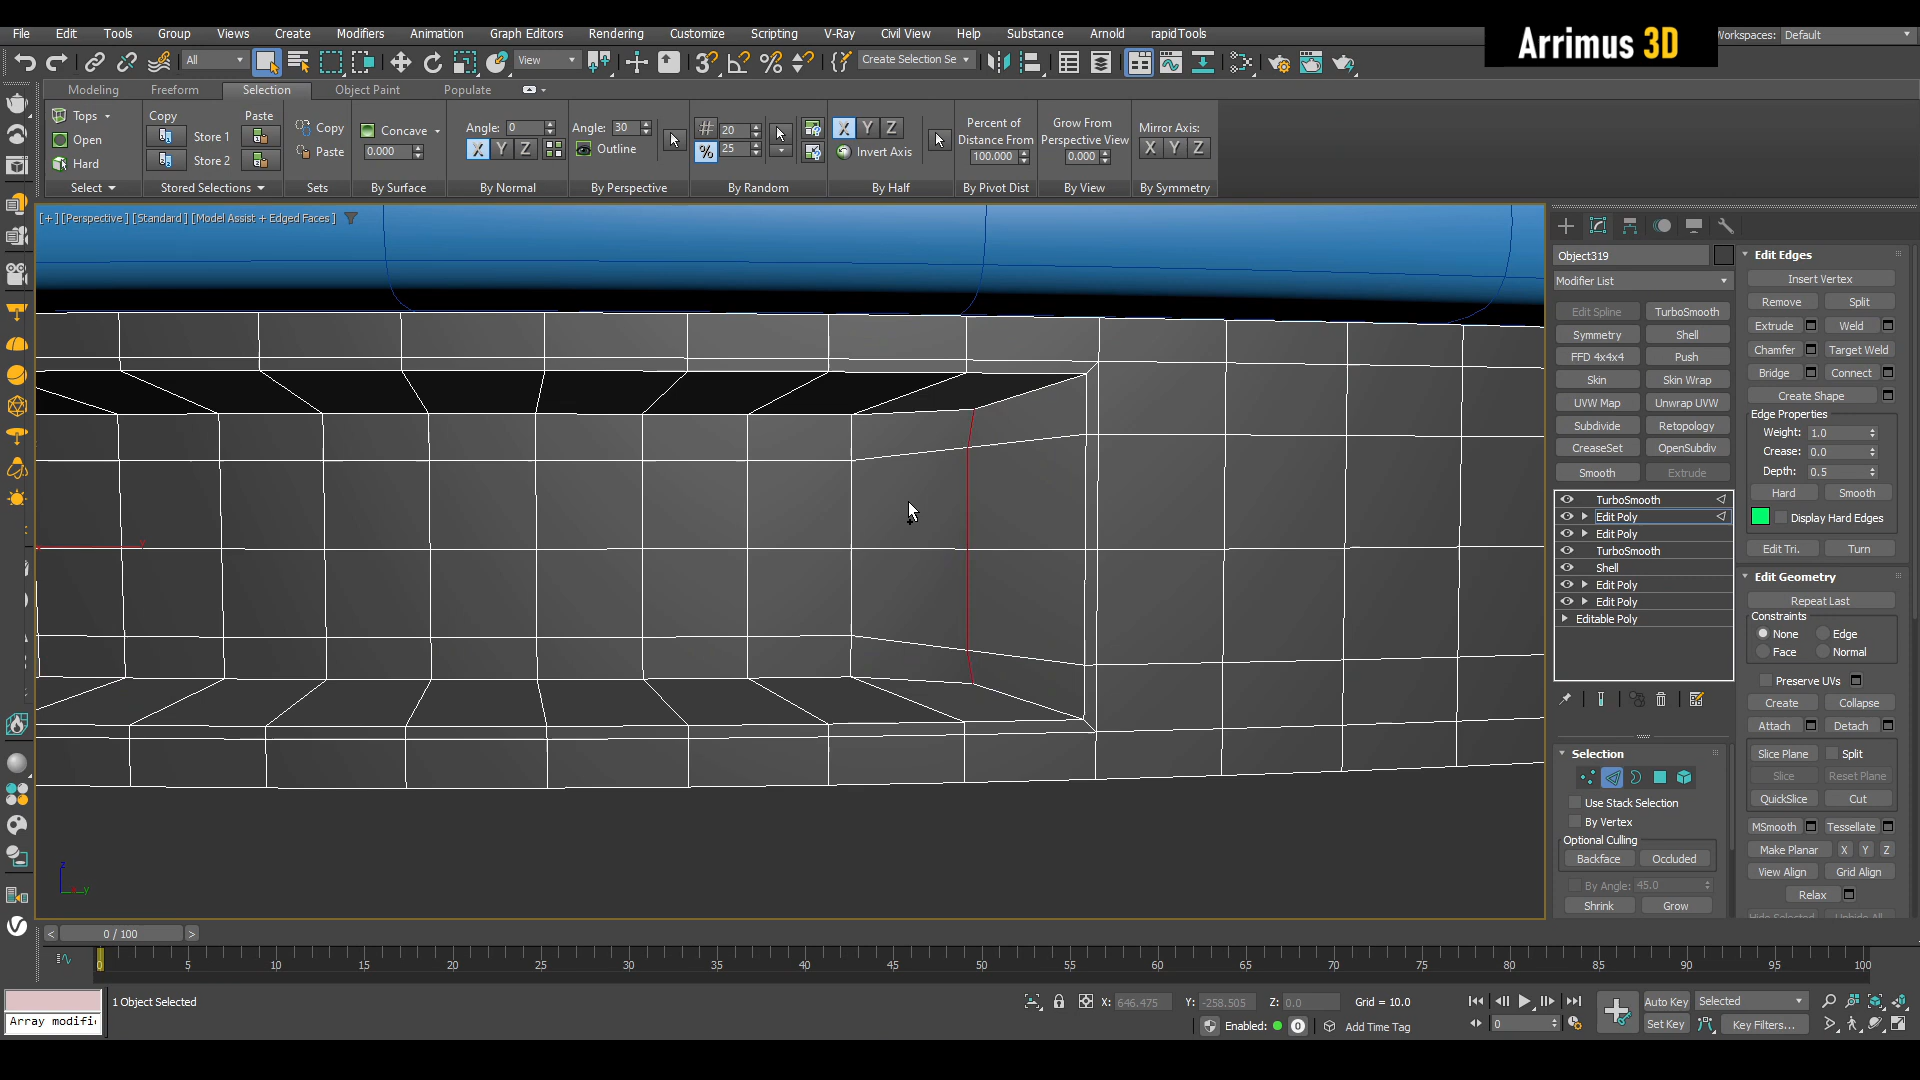 File Edit Tools Group Views Create Modifiers Animation Graph Editors Rendering Customize Scripting V-Ray Civil View Help Substance Arnold rapidTools
Arrimus 3D
Workspaces: Default
All View Create Selection Se
Modeling Freeform Selection Object Paint Populate
Tops Copy Paste
Open Store 1
Hard Store 2
Copy
Paste
Concave
0.000
Angle: 0
X Y Z
Angle: 30
Outline
20
% 25
X Y Z
Invert Axis
Percent of
Distance From
100.000
Grow From
Perspective View
0.000
Mirror Axis:
X Y Z
Select Stored Selections Sets By Surface By Normal By Perspective By Random By Half By Pivot Dist By View By Symmetry
[+] [Perspective ] [Standard ] [Model Assist + Edged Faces ]
y
z
y
Object319
Modifier List
Edit Spline TurboSmooth
Symmetry Shell
FFD 4x4x4 Push
Skin Skin Wrap
UVW Map Unwrap UVW
Subdivide Retopology
CreaseSet OpenSubdiv
Smooth Extrude
TurboSmooth
Edit Poly
Edit Poly
TurboSmooth
Shell
Edit Poly
Edit Poly
Editable Poly
Selection
Use Stack Selection
By Vertex
Optional Culling
Backface Occluded
By Angle: 45.0
Shrink Grow
Edit Edges
Insert Vertex
Remove Split
Extrude Weld
Chamfer Target Weld
Bridge Connect
Create Shape
Edge Properties
Weight: 1.0
Crease: 0.0
Depth: 0.5
Hard Smooth
Display Hard Edges
Edit Tri. Turn
Edit Geometry
Repeat Last
Constraints
None Edge
Face Normal
Preserve UVs
Create Collapse
Attach Detach
Slice Plane Split
Slice Reset Plane
QuickSlice Cut
MSmooth Tessellate
Make Planar X Y Z
View Align Grid Align
Relax
Hide Selected Unhide All
< 0 / 100 >
0 5 10 15 20 25 30 35 40 45 50 55 60 65 70 75 80 85 90 95 100
1 Object Selected
X: 646.475 Y: -258.505 Z: 0.0 Grid = 10.0
Auto Key Selected
Array modifi
Enabled: 0 Add Time Tag
0
Set Key Key Filters...